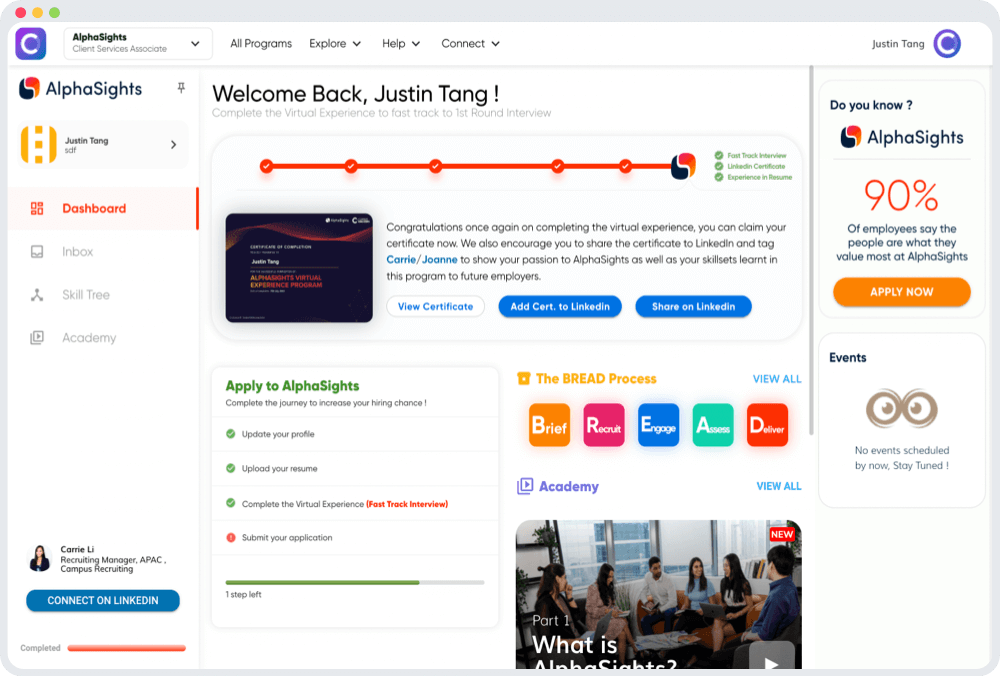 AlphaSights
Client Services Associate
All Programs
Explore
Help
Connect
Justin Tang
AlphaSights
Justin Tang
sdf
Dashboard
Inbox
Skill Tree
Academy
Carrie Li
Recruiting Manager, APAC ,
Campus Recruiting
CONNECT ON LINKEDIN
Completed
Welcome Back, Justin Tang !
Complete the Virtual Experience to fast track to 1st Round Interview
Fast Track Interview
Linkedin Certificate
Experience in Resume
AlphaSights
CERTIFICATE OF COMPLETION
Justin Tang
ALPHASIGHTS VIRTUAL
EXPERIENCE PROGRAM
Congratulations once again on completing the virtual experience, you can claim your
certificate now. We also encourage you to share the certificate to LinkedIn and tag
Carrie/Joanne to show your passion to AlphaSights as well as your skillsets learnt in
this program to future employers.
View Certificate
Add Cert. to Linkedin
Share on Linkedin
Apply to AlphaSights
Complete the journey to increase your hiring chance !
Update your profile
Upload your resume
Complete the Virtual Experience (Fast Track Interview)
Submit your application
1 step left
The BREAD Process
VIEW ALL
Brief
Recruit
Engage
Assess
Deliver
Academy
VIEW ALL
NEW
Part 1
What is
AlphaSights?
Do you know ?
AlphaSights
90%
Of employees say the
people are what they
value most at AlphaSights
APPLY NOW
Events
No events scheduled
by now, Stay Tuned !